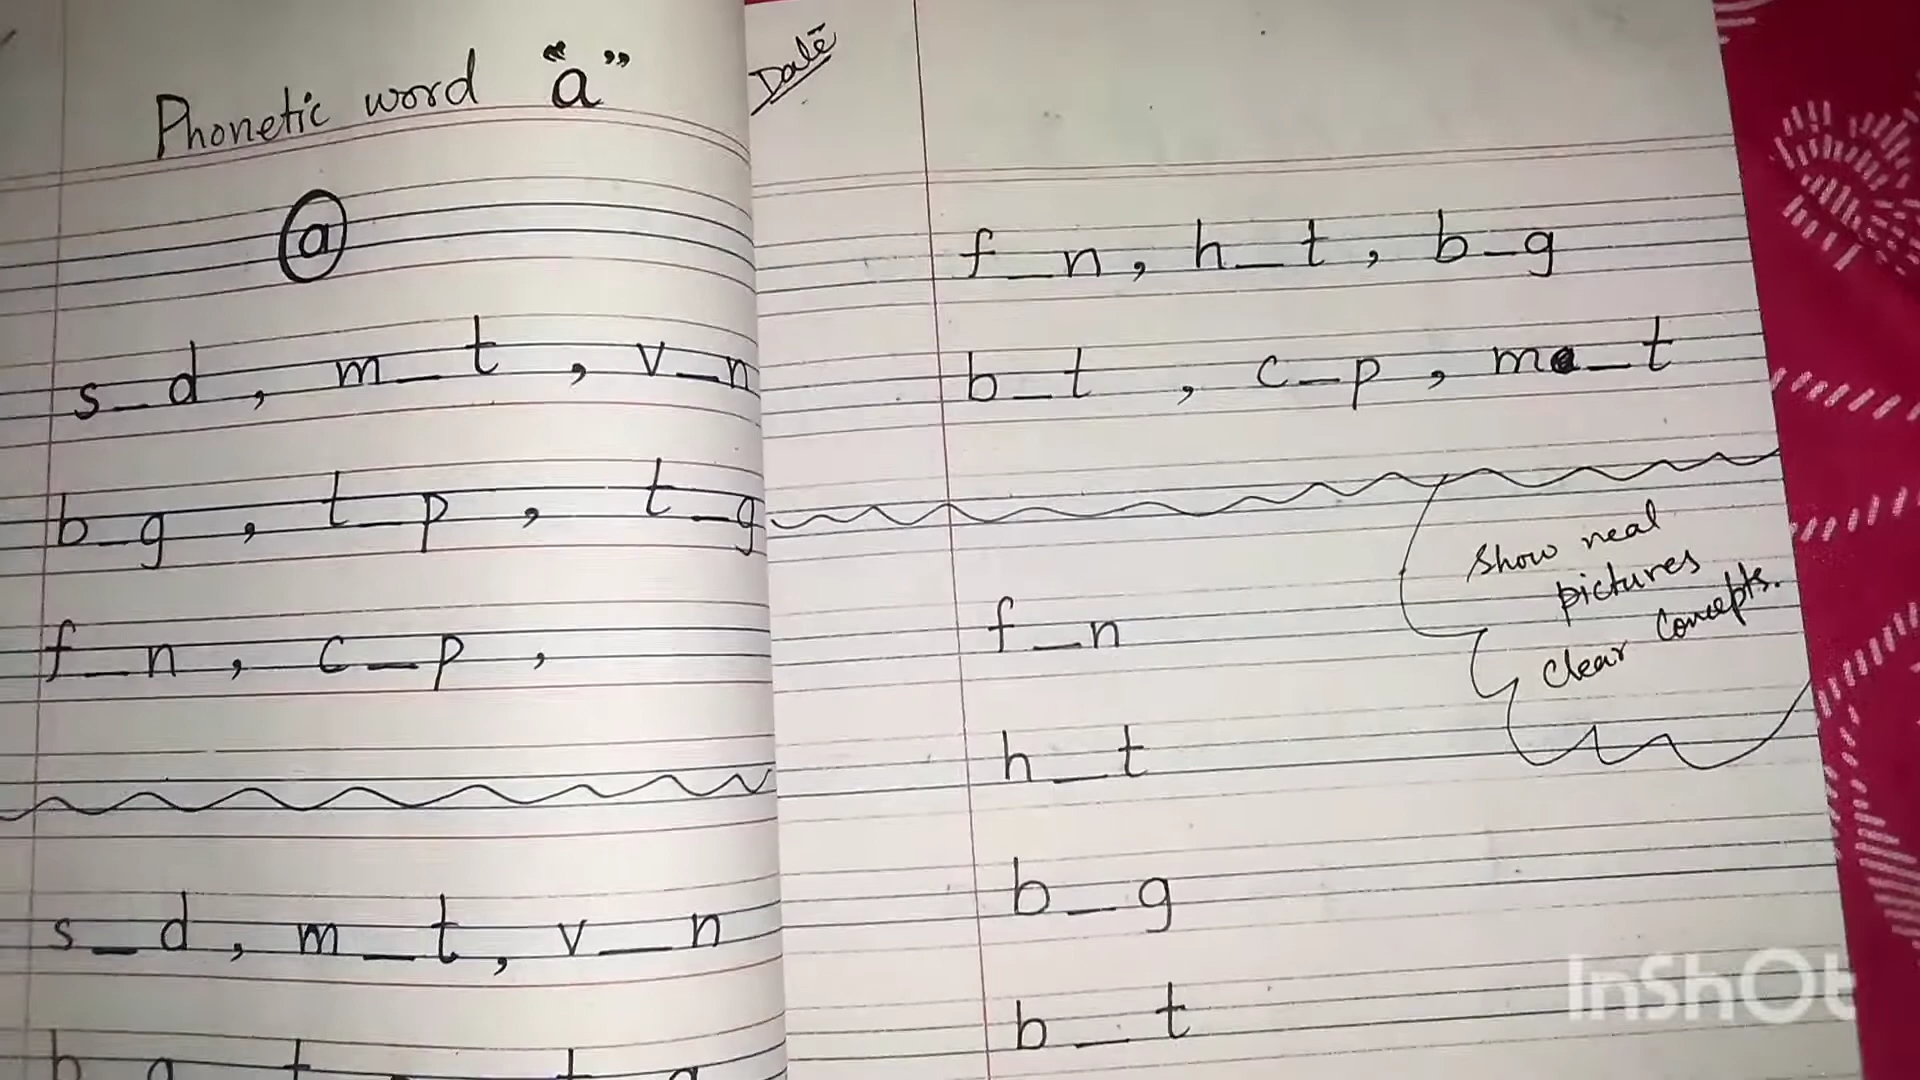 Phonetic word "a"
a
s_d, m_t, v_n
b_g, t_p, t_g
f_n, c_p,
s_d, m_t, v_n
Date
f_n, h_t, b_g
b_t, c_p, m_t
Show real
pictures
clear concepts.
f_n
h_t
b_g
b_t
InShOt